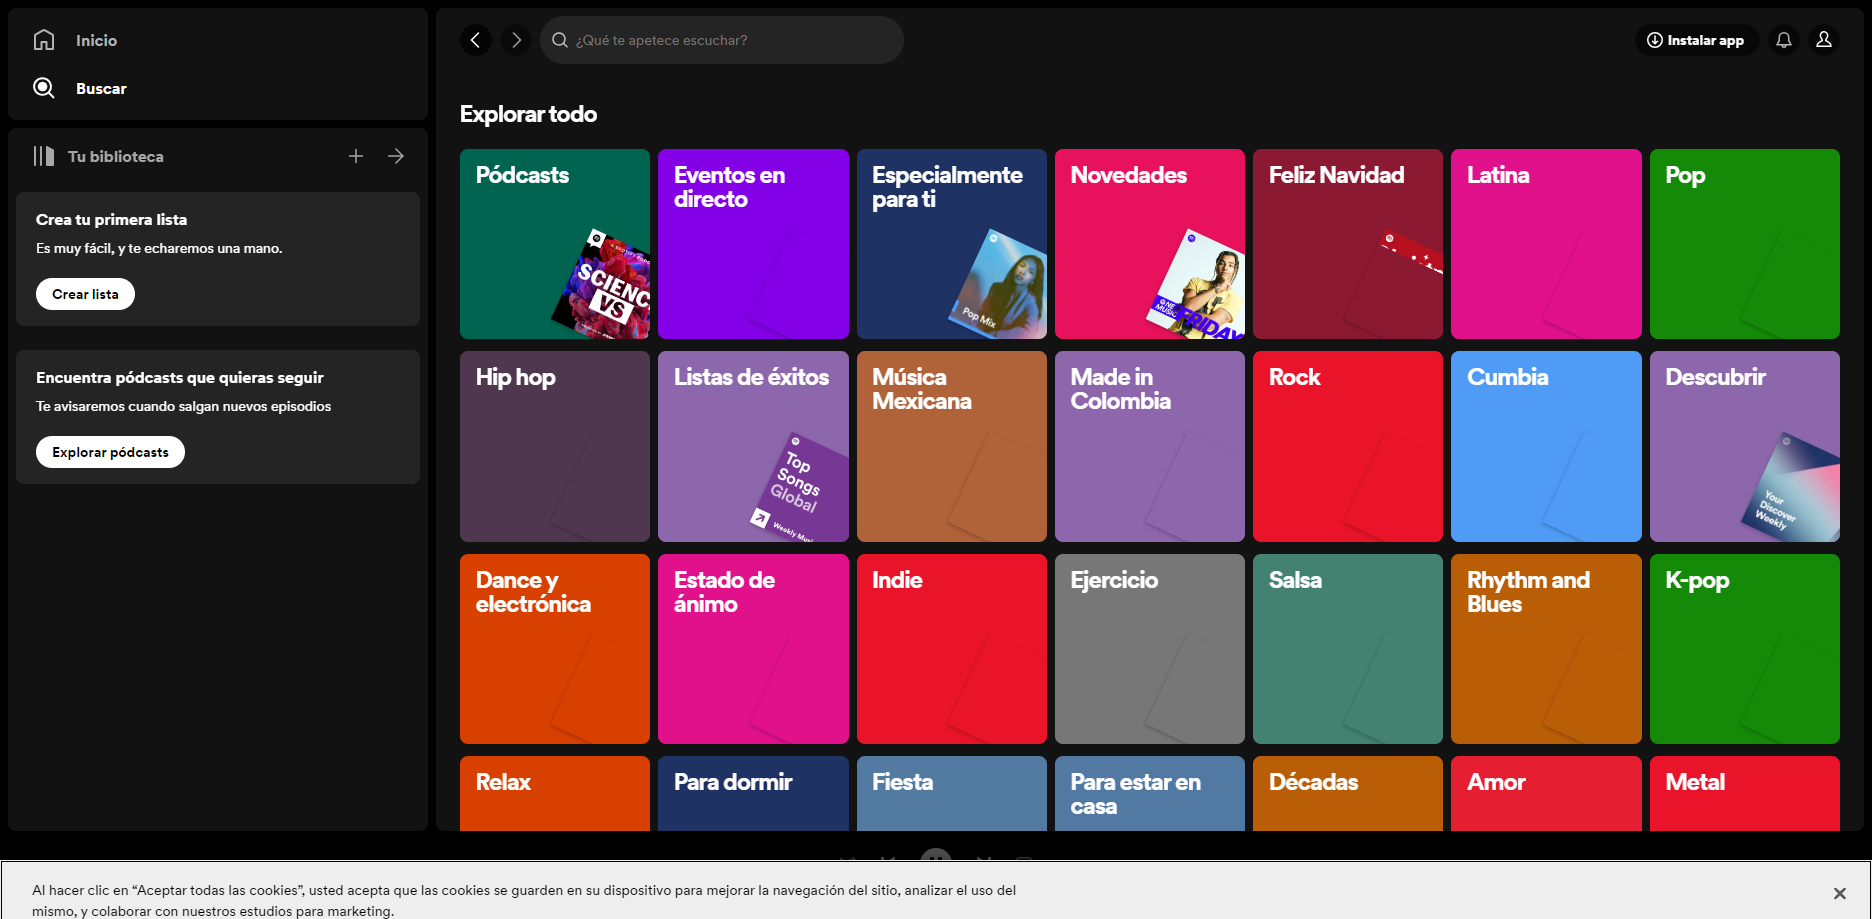 Inicio
Buscar
Tu biblioteca
Crea tu primera lista
Es muy fácil, y te echaremos una mano.
Crear lista
Encuentra pódcasts que quieras seguir
Te avisaremos cuando salgan nuevos episodios
Explorar pódcasts
¿Qué te apetece escuchar?
Instalar app
Explorar todo
Pódcasts
SCIENC
VS
Eventos en
directo
Especialmente
para ti
Pop Mix
Novedades
FRIDAY
Feliz Navidad
Latina
Pop
Hip hop
Listas de éxitos
Top
Songs
Global
Weekly
Música
Mexicana
Made in
Colombia
Rock
Cumbia
Descubrir
Your
Discover
Weekly
Dance y
electrónica
Estado de
ánimo
Indie
Ejercicio
Salsa
Rhythm and
Blues
K-pop
Relax
Para dormir
Fiesta
Para estar en
casa
Décadas
Amor
Metal
Al hacer clic en “Aceptar todas las cookies”, usted acepta que las cookies se guarden en su dispositivo para mejorar la navegación del sitio, analizar el uso del
mismo, y colaborar con nuestros estudios para marketing.